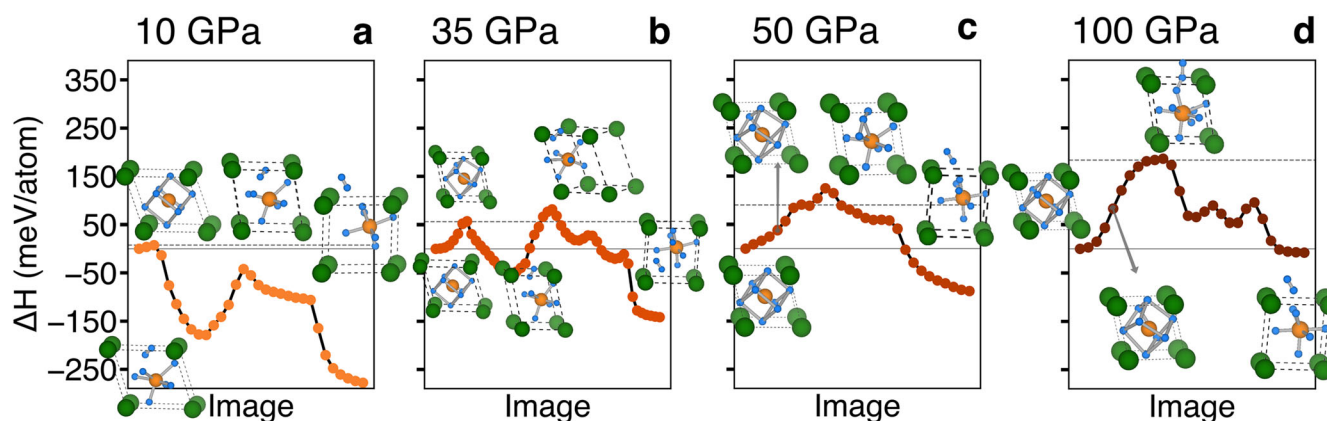 10 GPa a
35 GPa b
50 GPa c
100 GPa d
ΔH (meV/atom)
350
250
150
50
−50
−150
−250
Image
Image
Image
Image